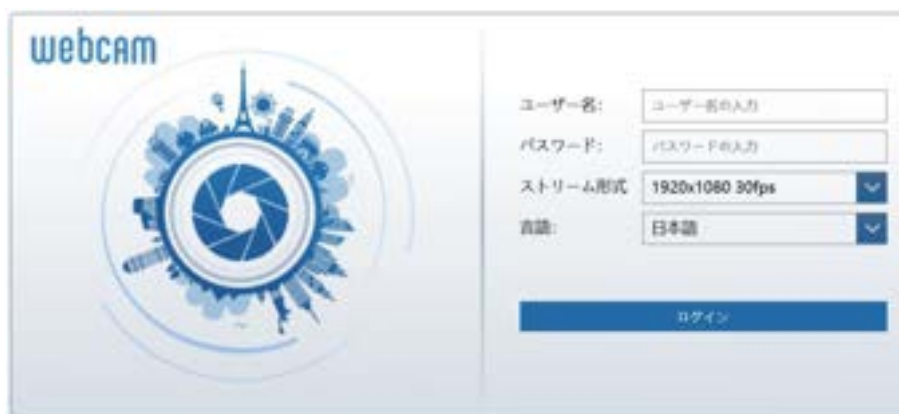 webcam
ユーザー名:
ユーザー名の入力
パスワード:
パスワードの入力
ストリーム形式
1920x1080 30fps
言語:
日本語
ログイン